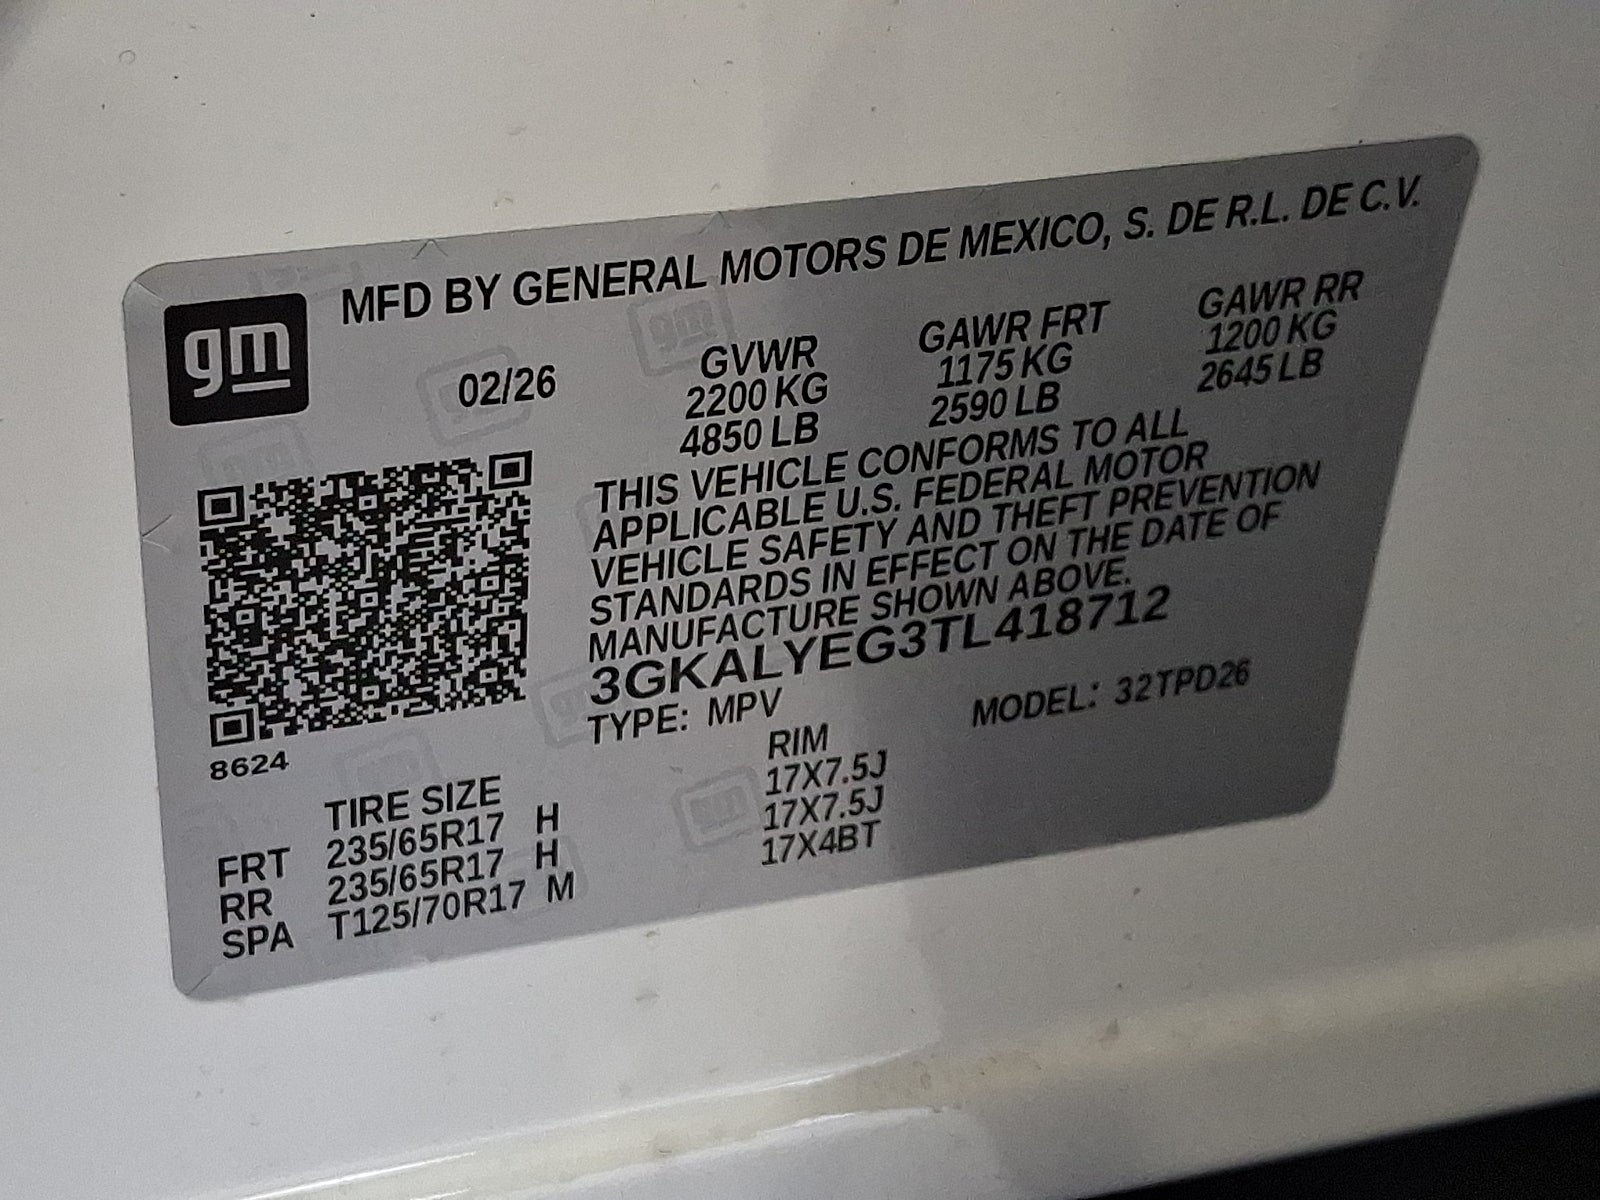 MFD BY GENERAL MOTORS DE MEXICO, S. DE R.L. DE C.V.
gm
02/26
GVWR GAWR FRT GAWR RR
2200 KG 1175 KG 1200 KG
4850 LB 2590 LB 2645 LB
THIS VEHICLE CONFORMS TO ALL
APPLICABLE U.S. FEDERAL MOTOR
VEHICLE SAFETY AND THEFT PREVENTION
STANDARDS IN EFFECT ON THE DATE OF
MANUFACTURE SHOWN ABOVE.
3GKALYEG3TL418712
TYPE: MPV MODEL: 32TPD26
8624
TIRE SIZE RIM
FRT 235/65R17 H 17X7.5J
RR 235/65R17 H 17X7.5J
SPA T125/70R17 M 17X4BT